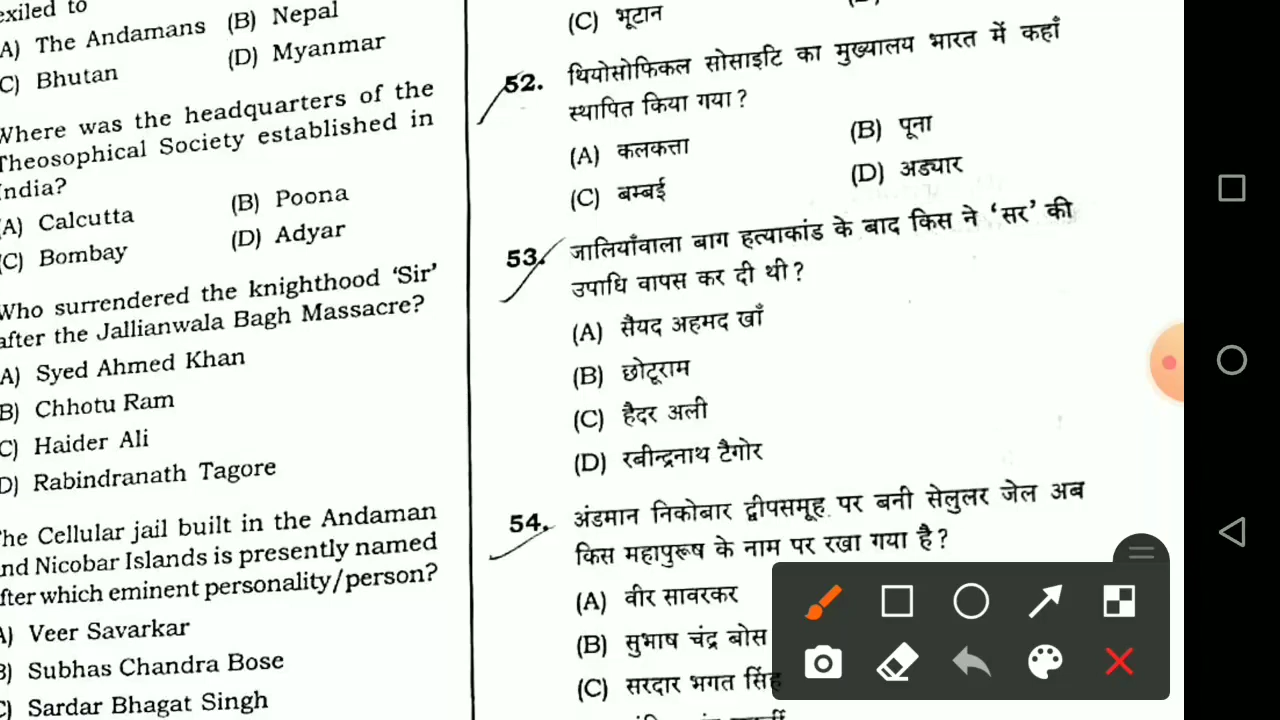 exiled to
A) The Andamans (B) Nepal
C) Bhutan (D) Myanmar
Where was the headquarters of the
Theosophical Society established in
India?
(A) Calcutta (B) Poona
(C) Bombay (D) Adyar
Who surrendered the knighthood 'Sir'
after the Jallianwala Bagh Massacre?
A) Syed Ahmed Khan
B) Chhotu Ram
C) Haider Ali
D) Rabindranath Tagore
The Cellular jail built in the Andaman
and Nicobar Islands is presently named
after which eminent personality/person?
A) Veer Savarkar
B) Subhas Chandra Bose
C) Sardar Bhagat Singh
(C) भूटान
52. थियोसोफिकल सोसाइटि का मुख्यालय भारत में कहाँ
स्थापित किया गया?
(A) कलकत्ता (B) पूना
(C) बम्बई (D) अड्यार
53. जालियाँवाला बाग हत्याकांड के बाद किस ने 'सर' की
उपाधि वापस कर दी थी?
(A) सैयद अहमद खाँ
(B) छोटूराम
(C) हैदर अली
(D) रबीन्द्रनाथ टैगोर
54. अंडमान निकोबार द्वीपसमूह पर बनी सेलुलर जेल अब
किस महापुरूष के नाम पर रखा गया है?
(A) वीर सावरकर
(B) सुभाष चंद्र बोस
(C) सरदार भगत सिंह